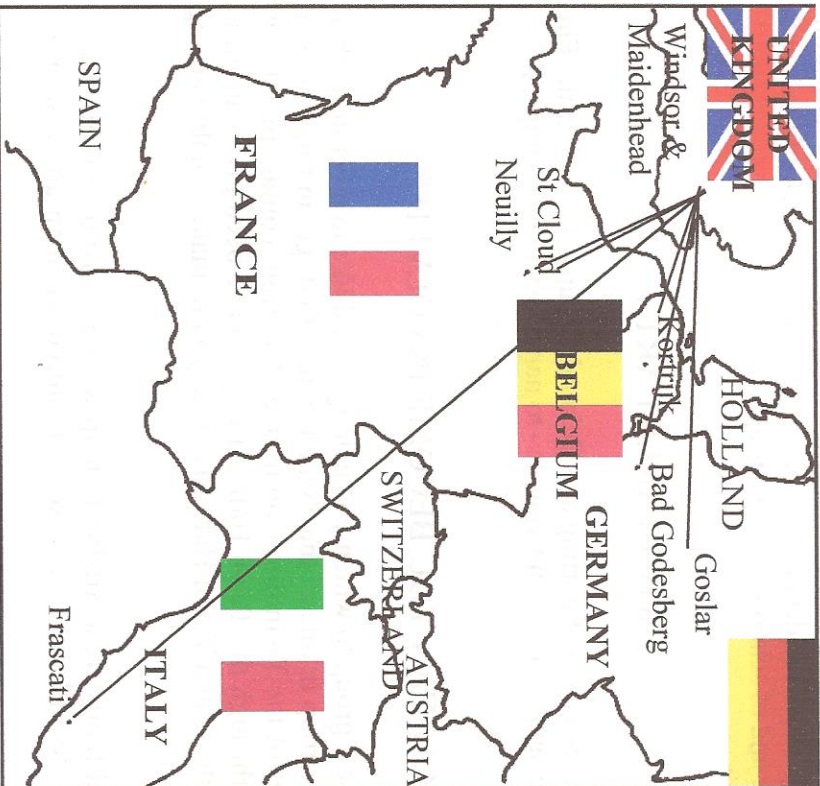 UNITED
KINGDOM
Windsor &
Maidenhead
HOLLAND
Goslar
Bad Godesberg
Kortrijk
BELGIUM
GERMANY
St Cloud
Neuilly
FRANCE
SWITZERLAND
AUSTRIA
SPAIN
ITALY
Frascati